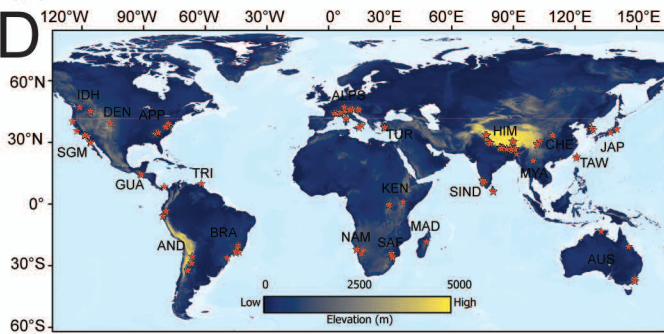 D
120°W 90°W 60°W 30°W 0° 30°E 60°E 90°E 120°E 150°E
60°N
IDH
DEN
APP
ALPS
30°N
SGM
TUR
HIM
CHE
JAP
TAW
MYA
GUA
TRI
SIND
0°
KEN
AND
BRA
NAM
SAF
MAD
AUS
30°S
0 2500 5000
Low High
Elevation (m)
60°S